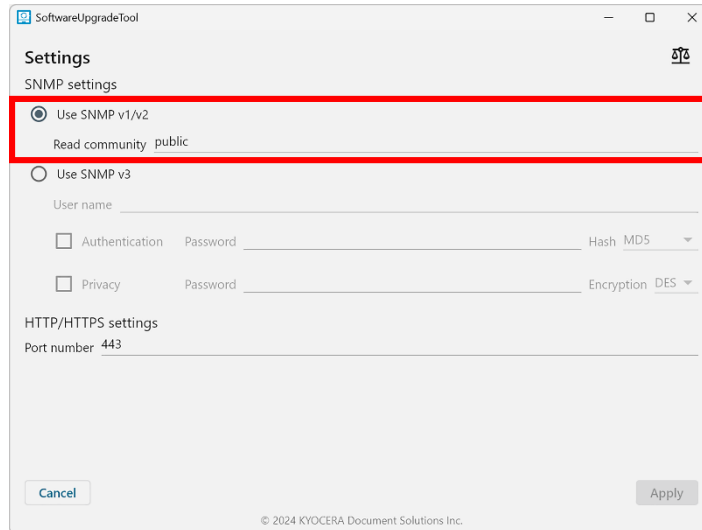 SoftwareUpgradeTool
Settings
SNMP settings
Use SNMP v1/v2
Read community public
Use SNMP v3
User name
Authentication Password Hash MD5
Privacy Password Encryption DES
HTTP/HTTPS settings
Port number 443
Cancel Apply
© 2024 KYOCERA Document Solutions Inc.